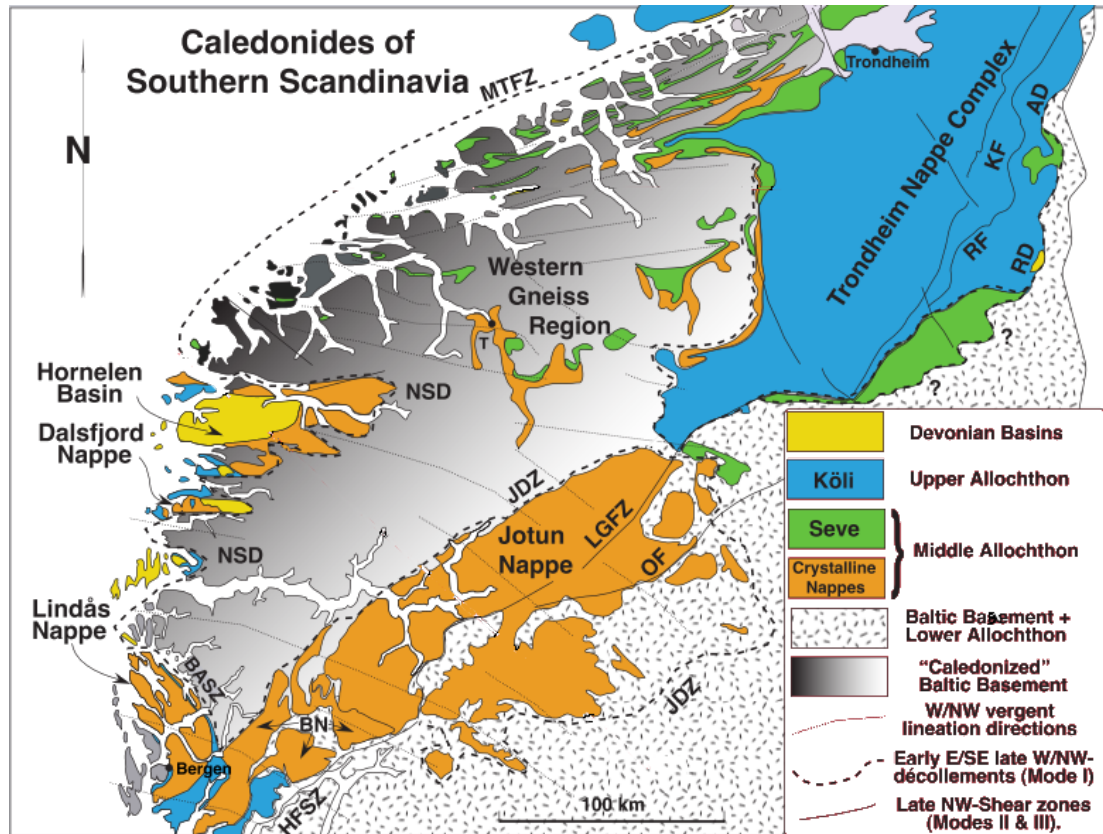 Caledonides of
Southern Scandinavia
N
MTFZ
Trondheim
Trondheim Nappe Complex
AD
KF
RF
RD
?
?
Western
Gneiss
Region
T
Hornelen
Basin
NSD
Dalsfjord
Nappe
JDZ
Jotun
Nappe
LGFZ
OF
NSD
Lindås
Nappe
BASZ
BN
JDZ
Bergen
HFSZ
100 km
Devonian Basins
Köli
Upper Allochthon
Seve
Middle Allochthon
Crystalline
Nappes
Baltic Basement +
Lower Allochthon
“Caledonized”
Baltic Basement
W/NW vergent
lineation directions
Early E/SE late W/NW-
décollements (Mode I)
Late NW-Shear zones
(Modes II & III).